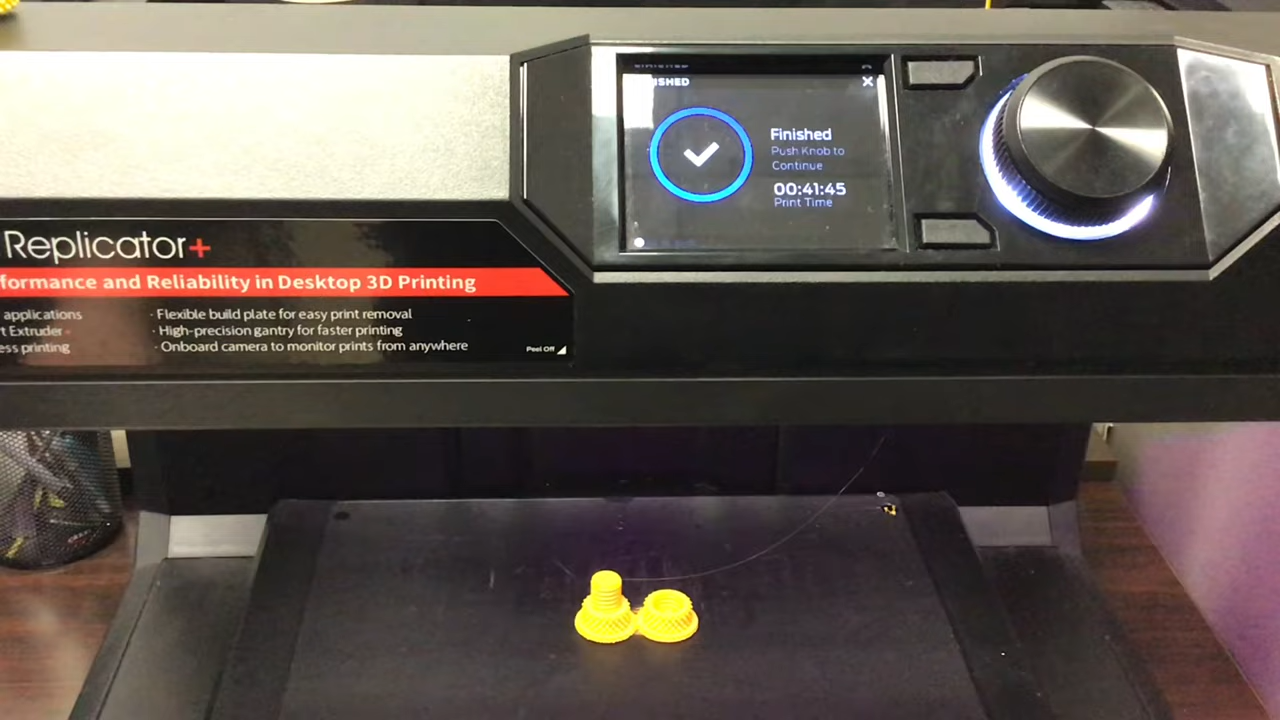 ISHED
Finished
Push Knob to
Continue
00:41:45
Print Time
Replicator+
formance and Reliability in Desktop 3D Printing
applications
· Flexible build plate for easy print removal
t Extruder+
· High-precision gantry for faster printing
ess printing
· Onboard camera to monitor prints from anywhere
Peel Off